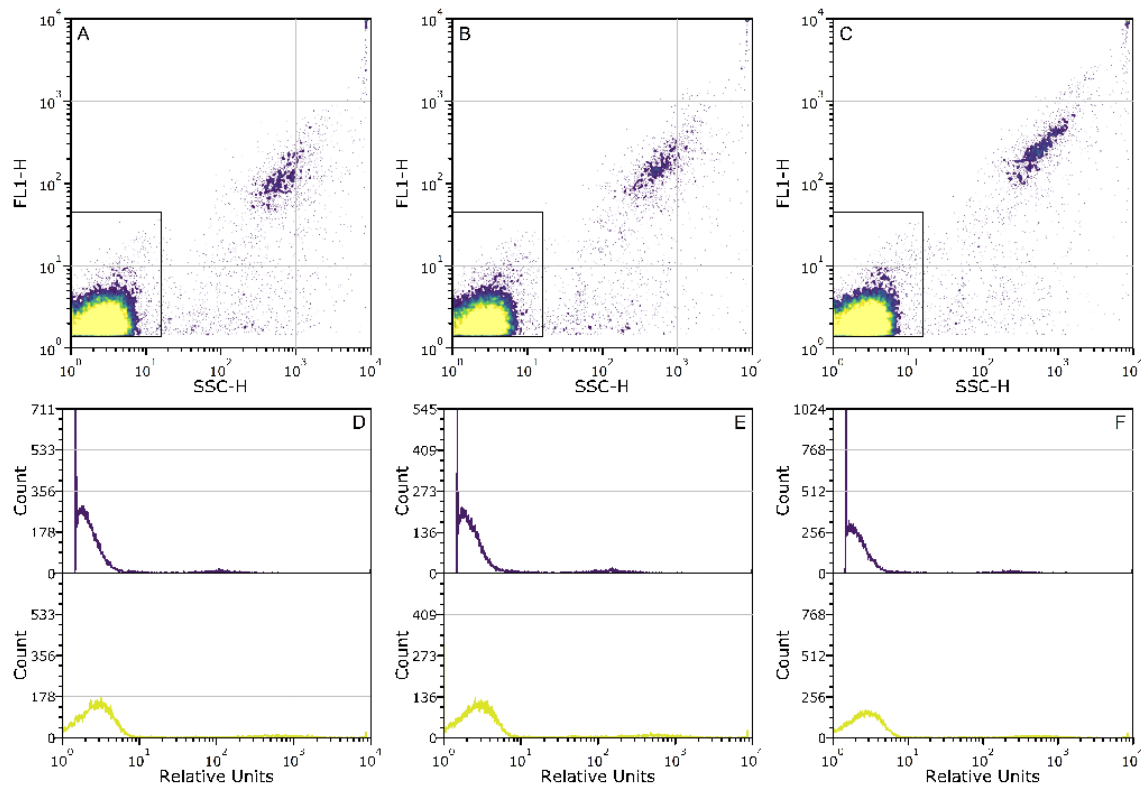 A
B
C
10⁴
10³
10²
10¹
10⁰
FL1-H
10⁰ 10¹ 10² 10³ 10⁴
SSC-H
10⁴
10³
10²
10¹
10⁰
FL1-H
10⁰ 10¹ 10² 10³ 10⁴
SSC-H
10⁴
10³
10²
10¹
10⁰
FL1-H
10⁰ 10¹ 10² 10³ 10⁴
SSC-H
D
711
533
356
178
0
Count
533
356
178
0
Count
10⁰ 10¹ 10² 10³ 10⁴
Relative Units
E
545
409
273
136
0
Count
409
273
136
0
Count
10⁰ 10¹ 10² 10³ 10⁴
Relative Units
F
1024
768
512
256
0
Count
768
512
256
0
Count
10⁰ 10¹ 10² 10³ 10⁴
Relative Units